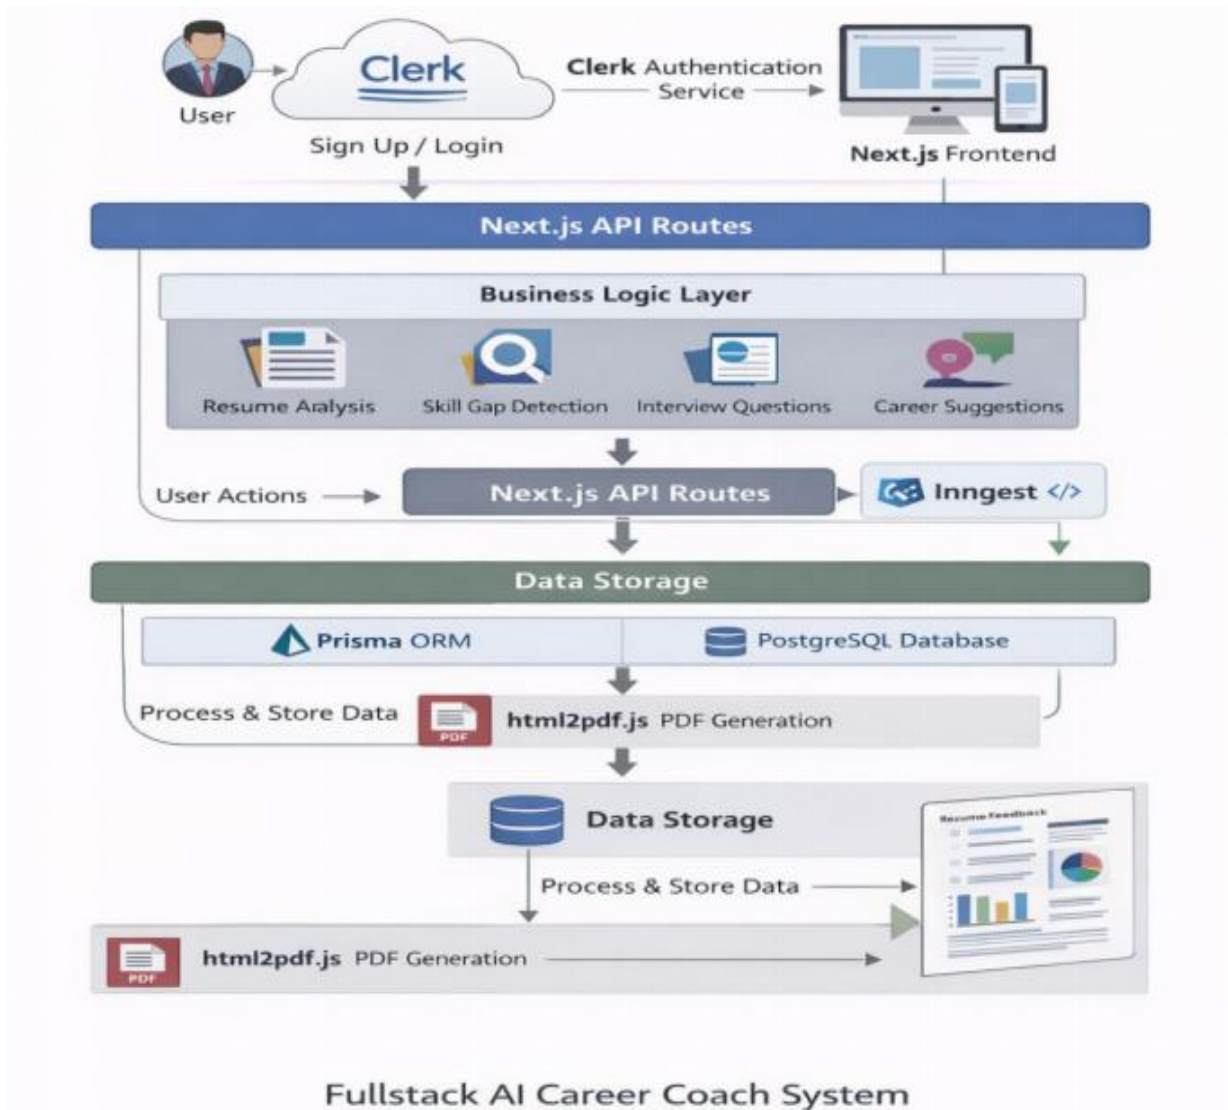 Clerk
User
Sign Up / Login
Clerk Authentication
Service
Next.js Frontend
Next.js API Routes
Business Logic Layer
Resume Analysis
Skill Gap Detection
Interview Questions
Career Suggestions
User Actions
Next.js API Routes
Inngest </>
Data Storage
Prisma ORM
PostgreSQL Database
Process & Store Data
PDF
html2pdf.js PDF Generation
Data Storage
Resume Feedback
Process & Store Data
PDF
html2pdf.js PDF Generation
Fullstack AI Career Coach System